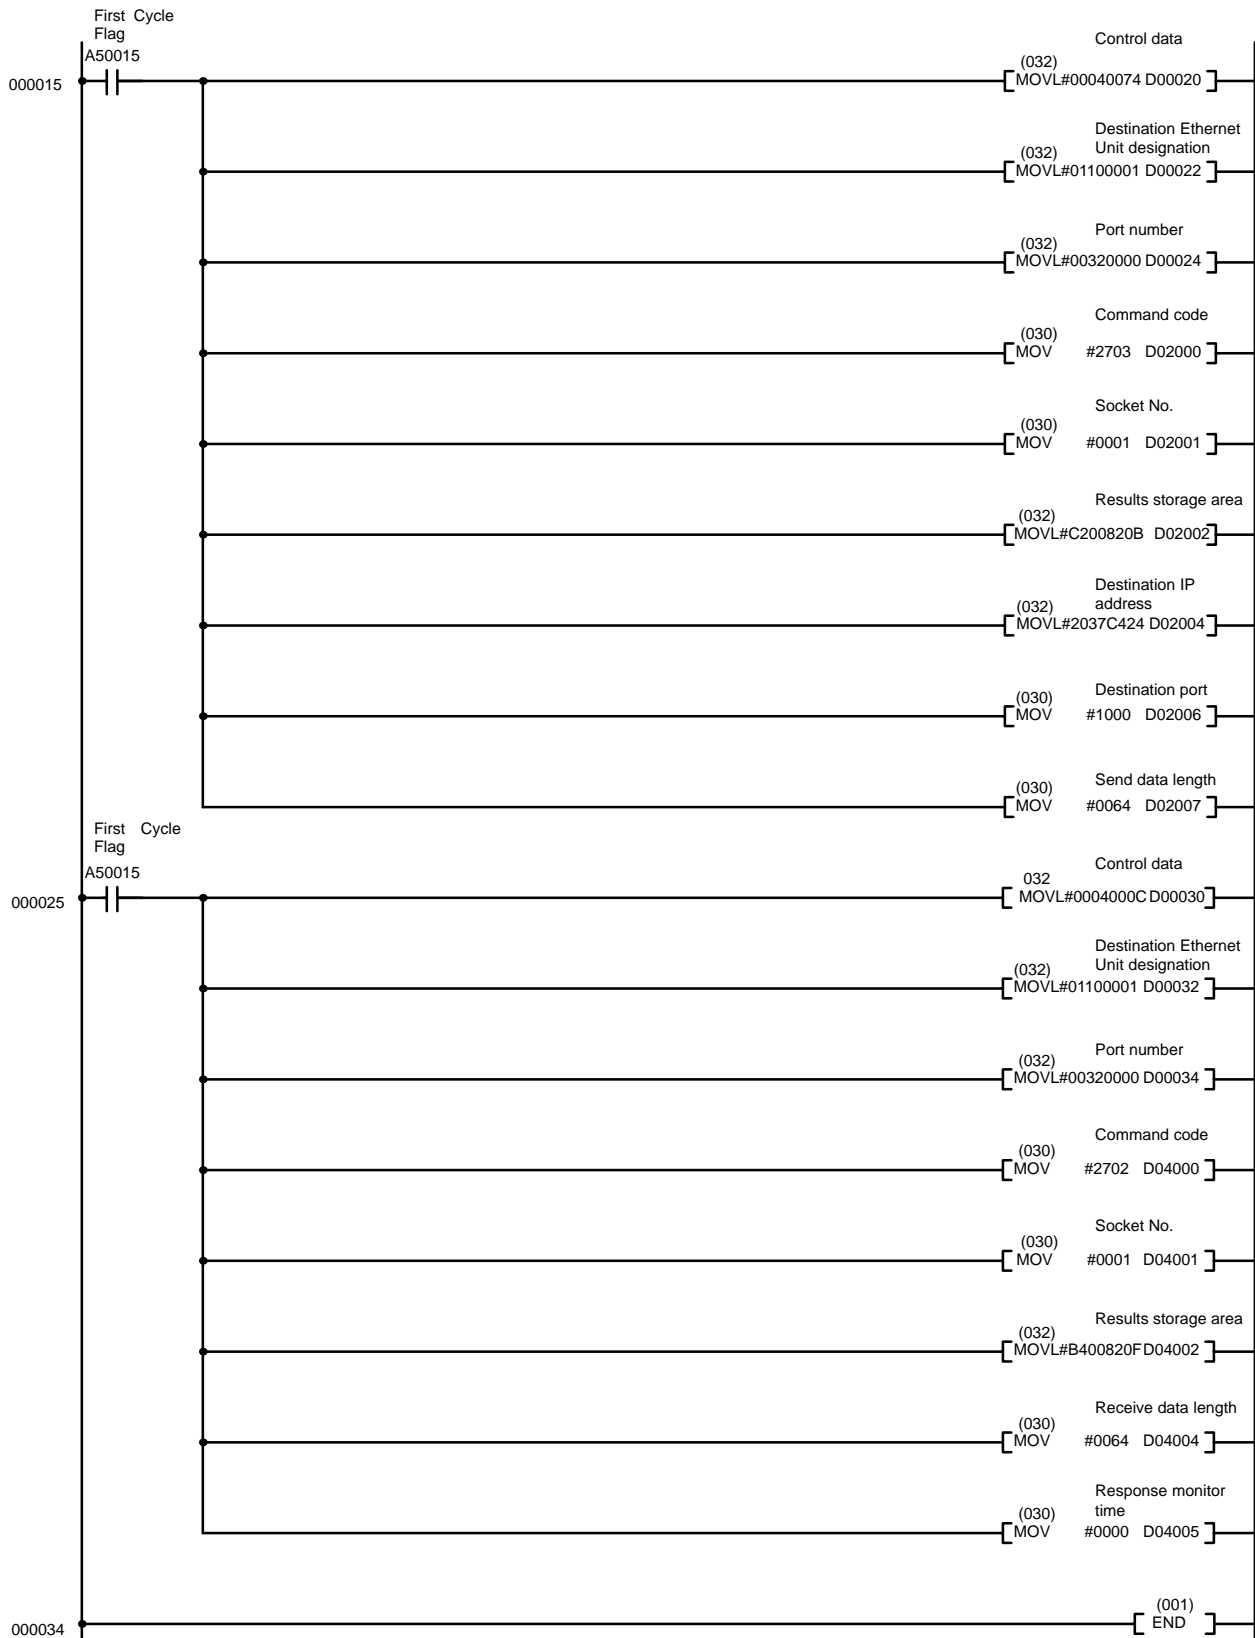 First Cycle
Flag
A50015
000015
Control data
(032)
MOVL#00040074 D00020
Destination Ethernet
Unit designation
(032)
MOVL#01100001 D00022
Port number
(032)
MOVL#00320000 D00024
Command code
(030)
MOV #2703 D02000
Socket No.
(030)
MOV #0001 D02001
Results storage area
(032)
MOVL#C200820B D02002
Destination IP
address
(032)
MOVL#2037C424 D02004
Destination port
(030)
MOV #1000 D02006
Send data length
(030)
MOV #0064 D02007
First Cycle
Flag
A50015
000025
Control data
032
MOVL#0004000C D00030
Destination Ethernet
Unit designation
(032)
MOVL#01100001 D00032
Port number
(032)
MOVL#00320000 D00034
Command code
(030)
MOV #2702 D04000
Socket No.
(030)
MOV #0001 D04001
Results storage area
(032)
MOVL#B400820F D04002
Receive data length
(030)
MOV #0064 D04004
Response monitor
time
(030)
MOV #0000 D04005
(001)
END
000034